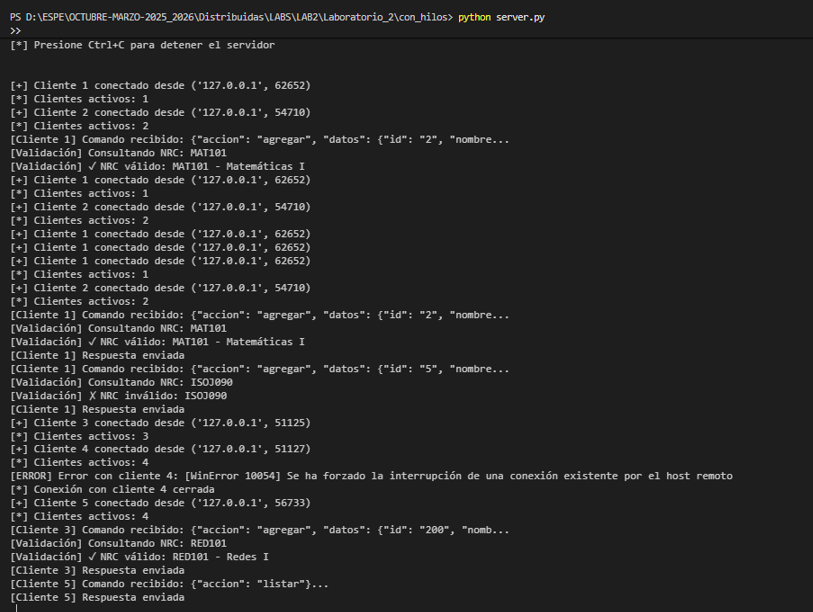 PS D:\ESPE\OCTUBRE-MARZO-2025_2026\Distribuidas\LABS\LAB2\Laboratorio_2\con_hilos> python server.py
>>
[*] Presione Ctrl+C para detener el servidor
[+] Cliente 1 conectado desde ('127.0.0.1', 62652)
[*] Clientes activos: 1
[+] Cliente 2 conectado desde ('127.0.0.1', 54710)
[*] Clientes activos: 2
[Cliente 1] Comando recibido: {"accion": "agregar", "datos": {"id": "2", "nombre...
[Validación] Consultando NRC: MAT101
[Validación] ✓ NRC válido: MAT101 - Matemáticas I
[+] Cliente 1 conectado desde ('127.0.0.1', 62652)
[*] Clientes activos: 1
[+] Cliente 2 conectado desde ('127.0.0.1', 54710)
[*] Clientes activos: 2
[+] Cliente 1 conectado desde ('127.0.0.1', 62652)
[+] Cliente 1 conectado desde ('127.0.0.1', 62652)
[+] Cliente 1 conectado desde ('127.0.0.1', 62652)
[*] Clientes activos: 1
[+] Cliente 2 conectado desde ('127.0.0.1', 54710)
[*] Clientes activos: 2
[Cliente 1] Comando recibido: {"accion": "agregar", "datos": {"id": "2", "nombre...
[Validación] Consultando NRC: MAT101
[Validación] ✓ NRC válido: MAT101 - Matemáticas I
[Cliente 1] Respuesta enviada
[Cliente 1] Comando recibido: {"accion": "agregar", "datos": {"id": "5", "nombre...
[Validación] Consultando NRC: ISOJ090
[Validación] ✗ NRC inválido: ISOJ090
[Cliente 1] Respuesta enviada
[+] Cliente 3 conectado desde ('127.0.0.1', 51125)
[*] Clientes activos: 3
[+] Cliente 4 conectado desde ('127.0.0.1', 51127)
[*] Clientes activos: 4
[ERROR] Error con cliente 4: [WinError 10054] Se ha forzado la interrupción de una conexión existente por el host remoto
[*] Conexión con cliente 4 cerrada
[+] Cliente 5 conectado desde ('127.0.0.1', 56733)
[*] Clientes activos: 4
[Cliente 3] Comando recibido: {"accion": "agregar", "datos": {"id": "200", "nomb...
[Validación] Consultando NRC: RED101
[Validación] ✓ NRC válido: RED101 - Redes I
[Cliente 3] Respuesta enviada
[Cliente 5] Comando recibido: {"accion": "listar"}...
[Cliente 5] Respuesta enviada